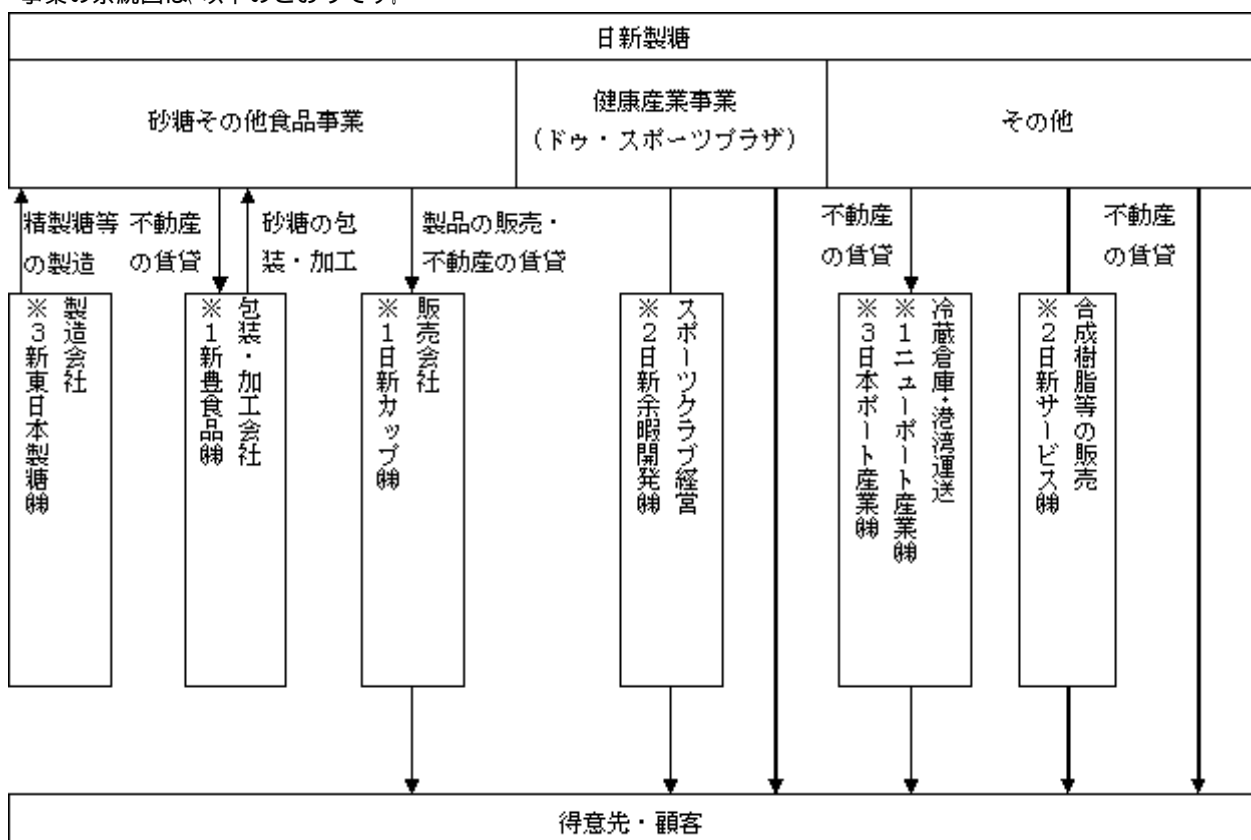 事業の系統図は、以下のとおりです。
日新製糖
砂糖その他食品事業
健康産業事業
(ドゥ・スポーツプラザ)
その他
精製糖等
の製造
不動産
の賃貸
砂糖の包
装・加工
製品の販売・
不動産の賃貸
不動産
の賃貸
不動産
の賃貸
製造会社
※3新東日本製糖㈱
包装・加工会社
※1新豊食品㈱
販売会社
※1日新カップ㈱
スポーツクラブ経営
※2日新余暇開発㈱
冷蔵倉庫・港湾運送
※1ニューポート産業㈱
※3日本ポート産業㈱
合成樹脂等の販売
※2日新サービス㈱
得意先・顧客